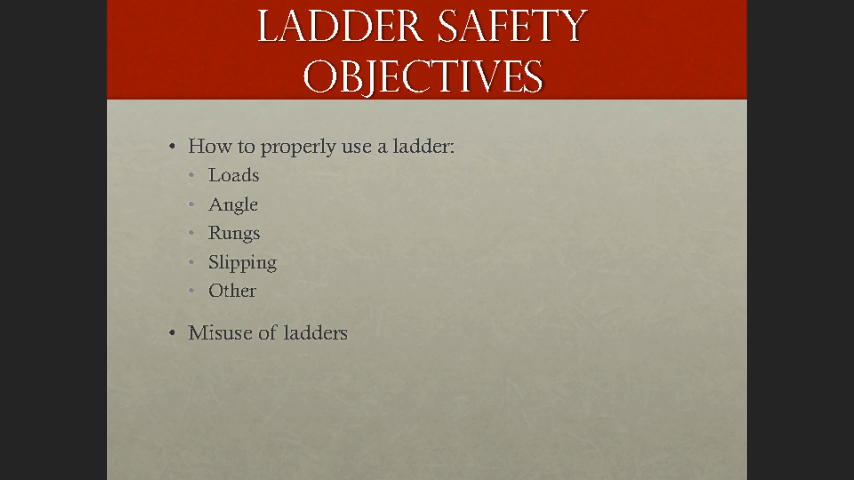 LADDER SAFETY
OBJECTIVES
• How to properly use a ladder:
• Loads
• Angle
• Rungs
• Slipping
• Other
• Misuse of ladders